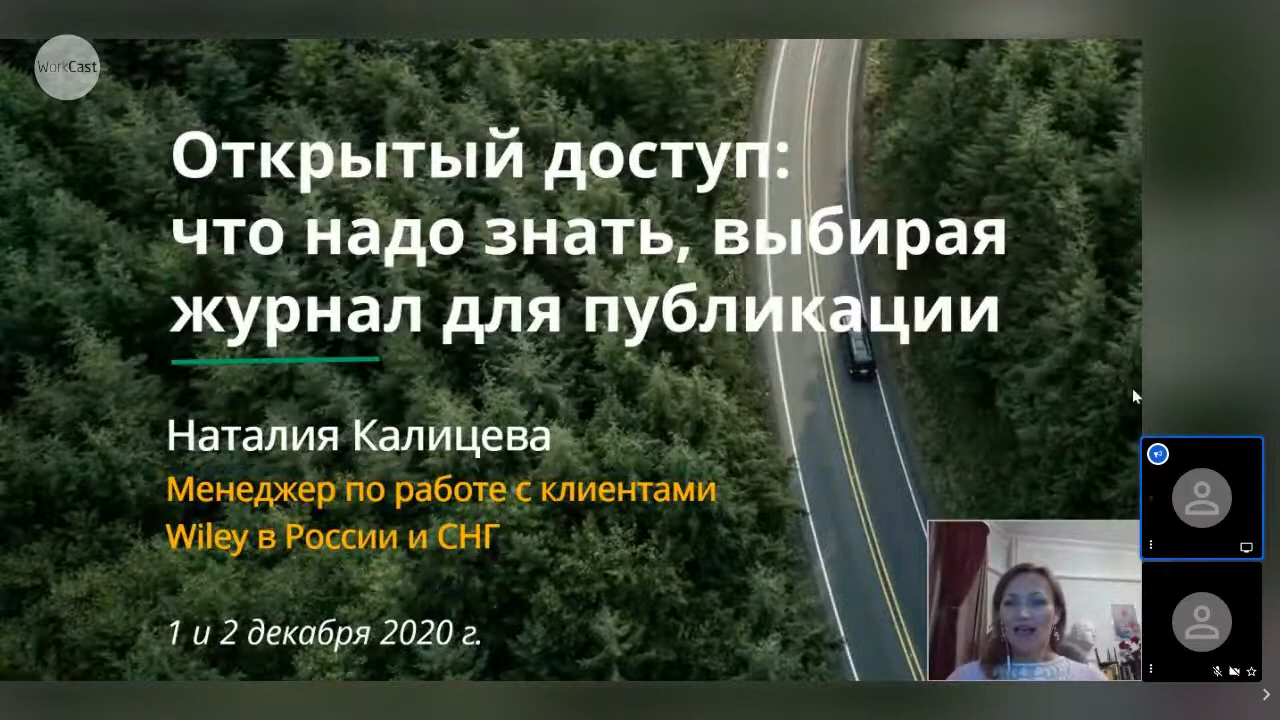 WorkCast
Открытый доступ:
что надо знать, выбирая
журнал для публикации
Наталия Калицева
Менеджер по работе с клиентами
Wiley в России и СНГ
1 и 2 декабря 2020 г.